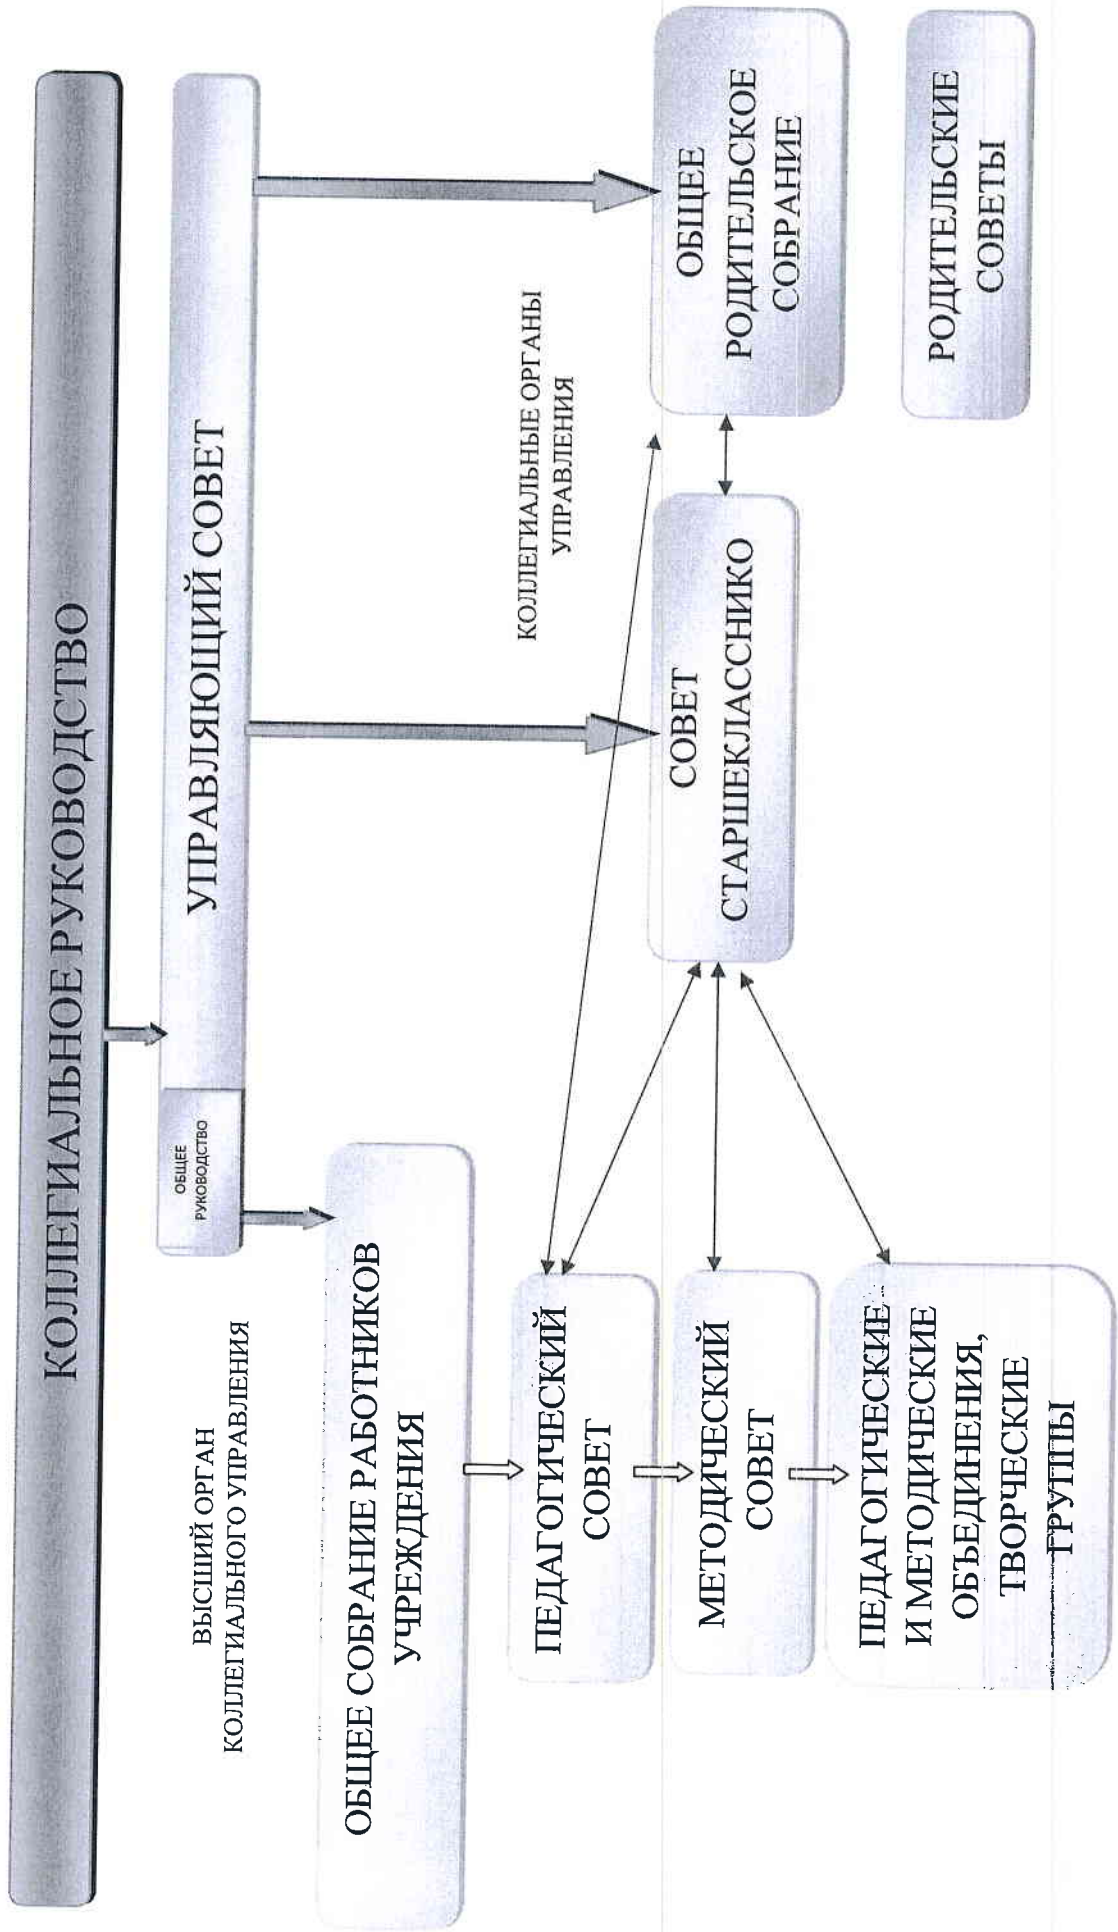 КОЛЛЕГИАЛЬНОЕ РУКОВОДСТВО
ОБЩЕЕ
РУКОВОДСТВО
УПРАВЛЯЮЩИЙ СОВЕТ
ВЫСШИЙ ОРГАН
КОЛЛЕГИАЛЬНОГО УПРАВЛЕНИЯ
ОБЩЕЕ СОБРАНИЕ РАБОТНИКОВ
УЧРЕЖДЕНИЯ
КОЛЛЕГИАЛЬНЫЕ ОРГАНЫ
УПРАВЛЕНИЯ
ПЕДАГОГИЧЕСКИЙ
СОВЕТ
МЕТОДИЧЕСКИЙ
СОВЕТ
ПЕДАГОГИЧЕСКИЕ
И МЕТОДИЧЕСКИЕ
ОБЪЕДИНЕНИЯ,
ТВОРЧЕСКИЕ
ГРУППЫ
СОВЕТ
СТАРШЕКЛАССНИКО
ОБЩЕЕ
РОДИТЕЛЬСКОЕ
СОБРАНИЕ
РОДИТЕЛЬСКИЕ
СОВЕТЫ